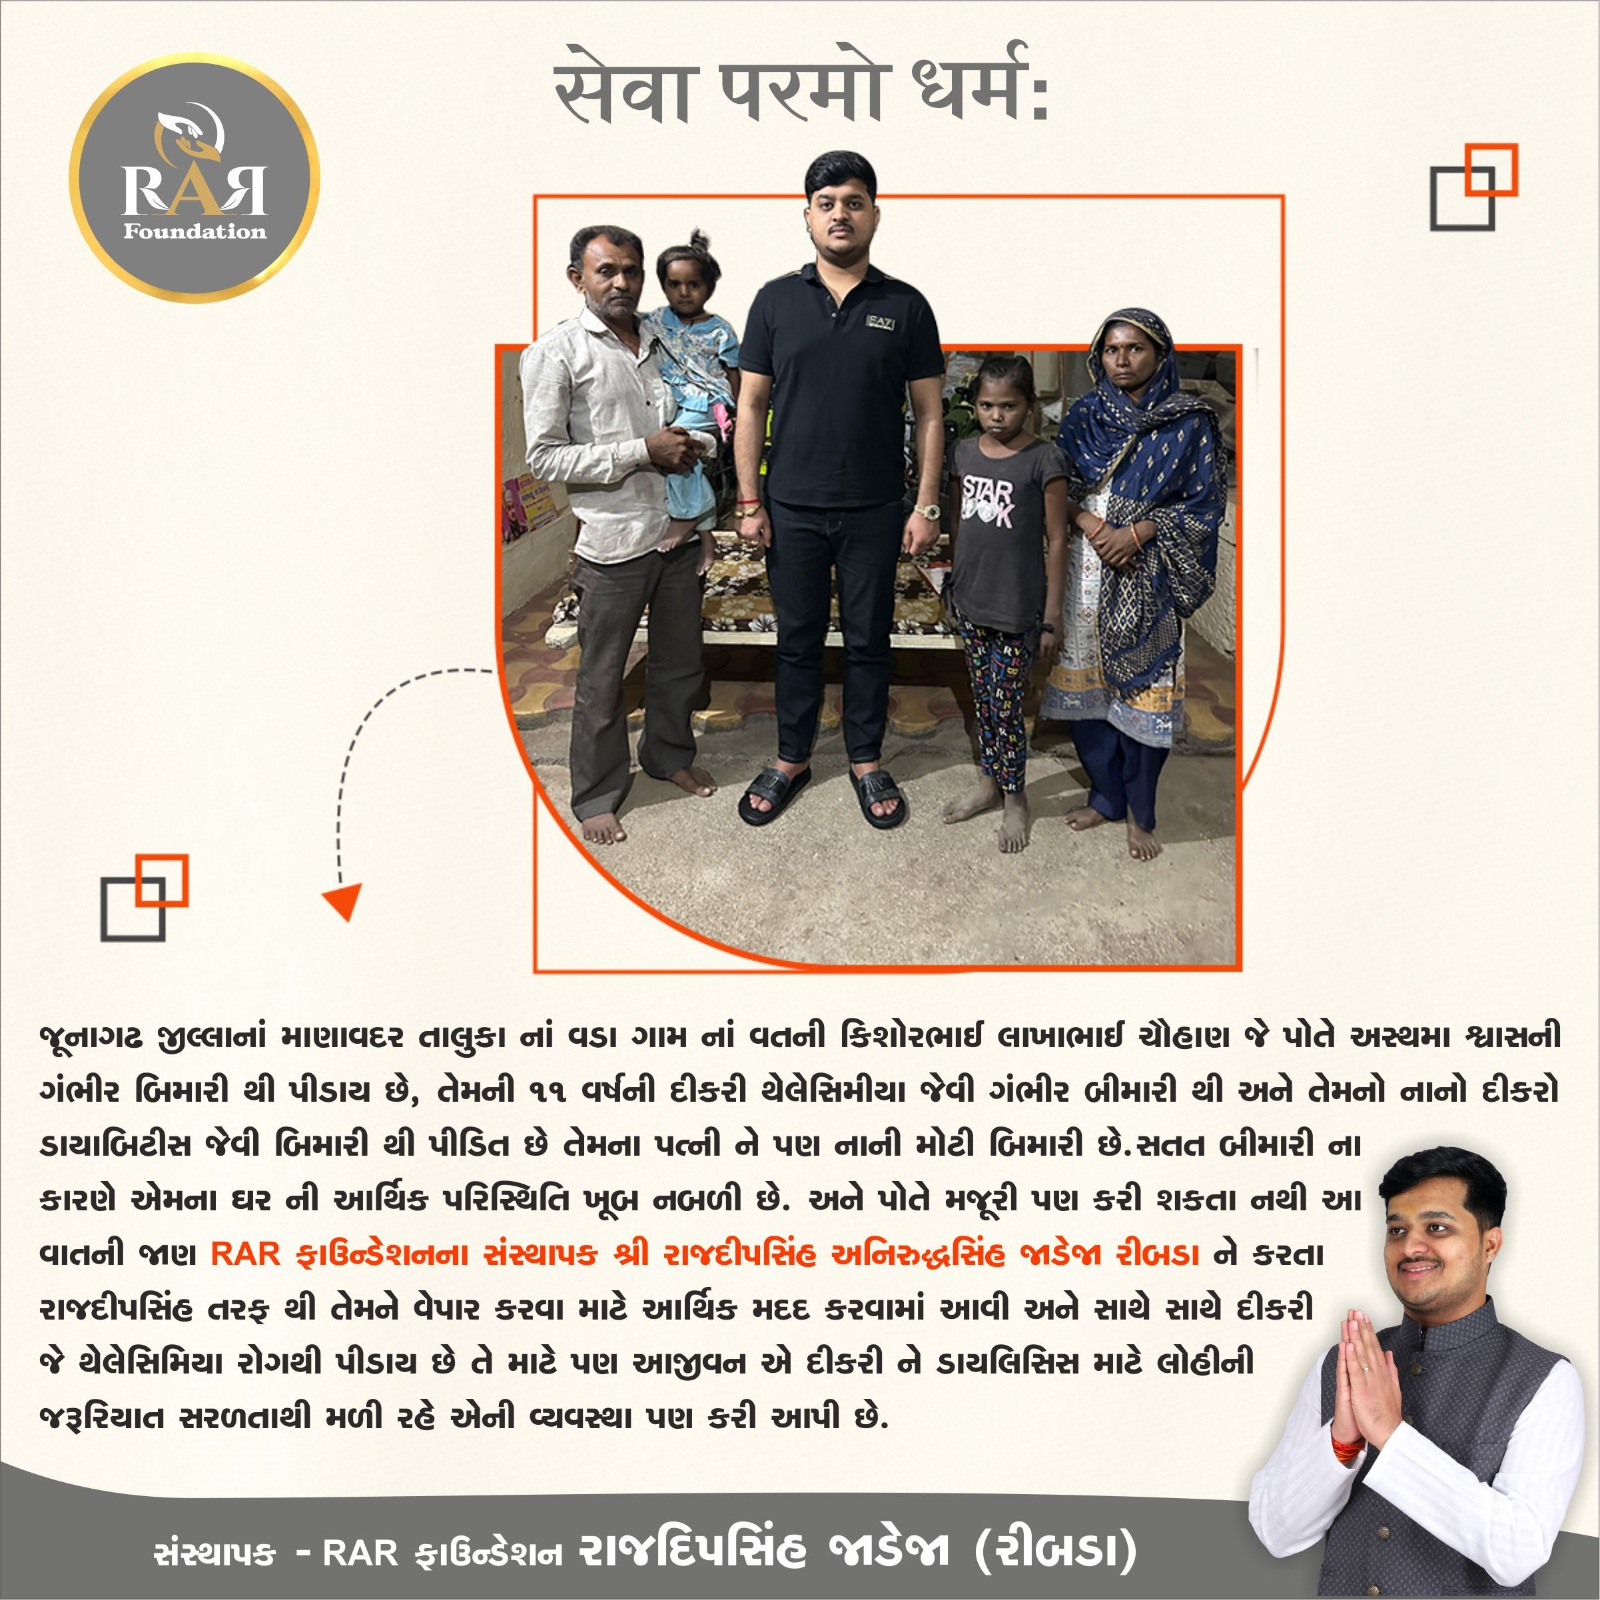 सेवा परमो धर्म:
RAR
Foundation
EA7
STAR
જૂનાગઢ જીલ્લાનાં માણાવદર તાલુકા નાં વડા ગામ નાં વતની કિશોરભાઈ લાખાભાઈ ચૌહાણ જે પોતે અસ્થમા શ્વાસની
ગંભીર બિમારી થી પીડાય છે, તેમની ૧૧ વર્ષની દીકરી થેલેસિમીયા જેવી ગંભીર બીમારી થી અને તેમનો નાનો દીકરો
ડાયાબિટીસ જેવી બિમારી થી પીડિત છે તેમના પત્ની ને પણ નાની મોટી બિમારી છે.સતત બીમારી ના
કારણે એમના ઘર ની આર્થિક પરિસ્થિતિ ખૂબ નબળી છે. અને પોતે મજૂરી પણ કરી શકતા નથી આ
વાતની જાણ RAR ફાઉન્ડેશનના સંસ્થાપક શ્રી રાજદીપસિંહ અનિરુદ્ધસિંહ જાડેજા રીબડા ને કરતા
રાજદીપસિંહ તરફ થી તેમને વેપાર કરવા માટે આર્થિક મદદ કરવામાં આવી અને સાથે સાથે દીકરી
જે થેલેસિમિયા રોગથી પીડાય છે તે માટે પણ આજીવન એ દીકરી ને ડાયલિસિસ માટે લોહીની
જરૂરિયાત સરળતાથી મળી રહે એની વ્યવસ્થા પણ કરી આપી છે.
સંસ્થાપક - RAR ફાઉન્ડેશન રાજદિપસિંહ જાડેજા (રીબડા)